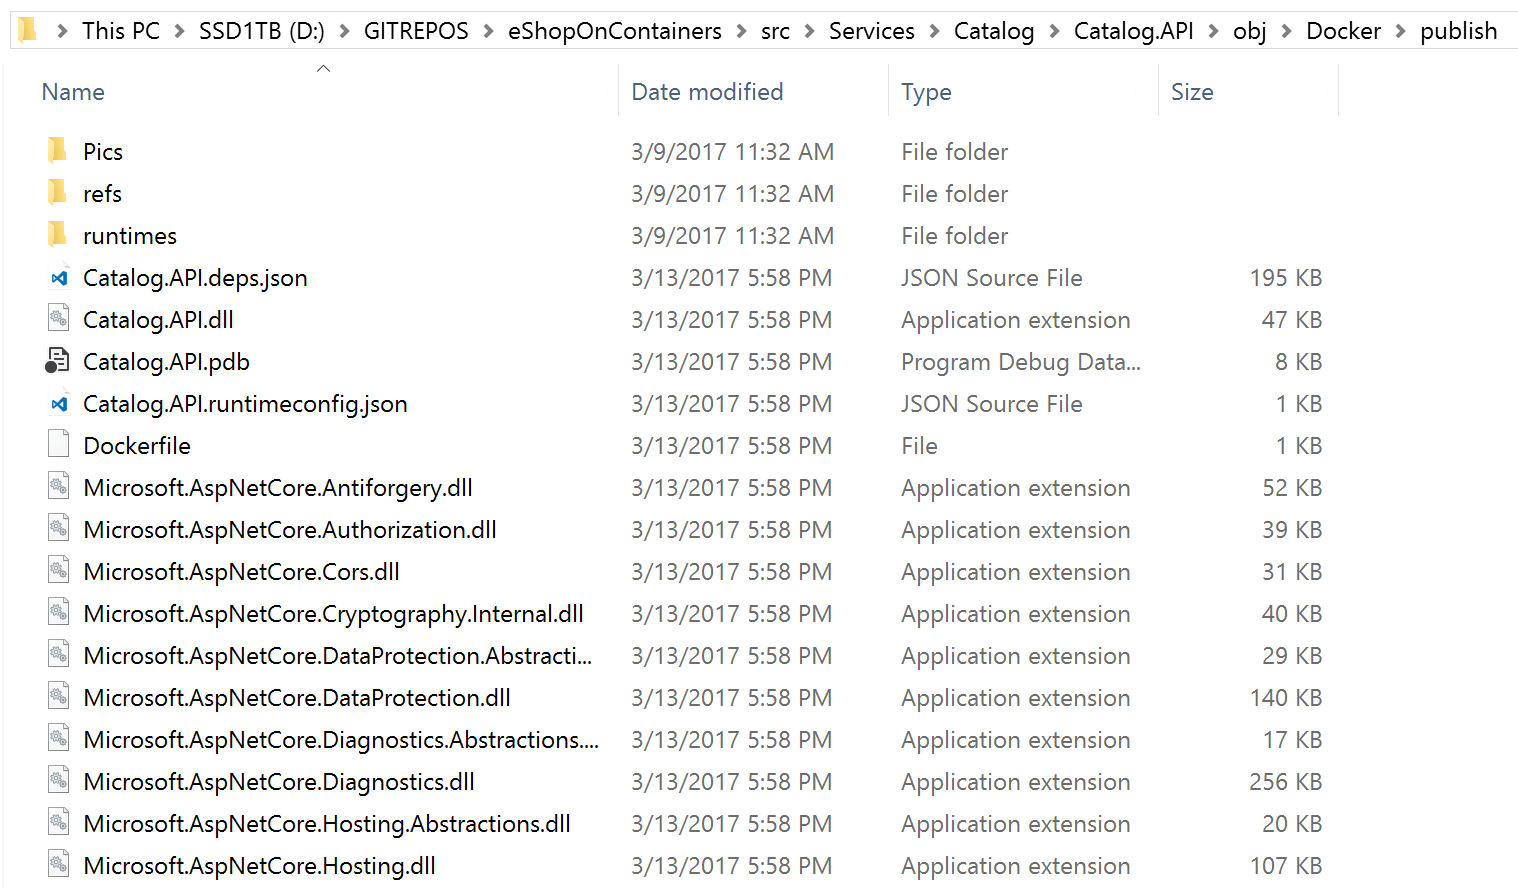 This PC > SSD1TB (D:) > GITREPOS > eShopOnContainers > src > Services > Catalog > Catalog.API > obj > Docker > publish
Name Date modified Type Size
Pics 3/9/2017 11:32 AM File folder
refs 3/9/2017 11:32 AM File folder
runtimes 3/9/2017 11:32 AM File folder
Catalog.API.deps.json 3/13/2017 5:58 PM JSON Source File 195 KB
Catalog.API.dll 3/13/2017 5:58 PM Application extension 47 KB
Catalog.API.pdb 3/13/2017 5:58 PM Program Debug Data... 8 KB
Catalog.API.runtimeconfig.json 3/13/2017 5:58 PM JSON Source File 1 KB
Dockerfile 3/13/2017 5:58 PM File 1 KB
Microsoft.AspNetCore.Antiforgery.dll 3/13/2017 5:58 PM Application extension 52 KB
Microsoft.AspNetCore.Authorization.dll 3/13/2017 5:58 PM Application extension 39 KB
Microsoft.AspNetCore.Cors.dll 3/13/2017 5:58 PM Application extension 31 KB
Microsoft.AspNetCore.Cryptography.Internal.dll 3/13/2017 5:58 PM Application extension 40 KB
Microsoft.AspNetCore.DataProtection.Abstracti... 3/13/2017 5:58 PM Application extension 29 KB
Microsoft.AspNetCore.DataProtection.dll 3/13/2017 5:58 PM Application extension 140 KB
Microsoft.AspNetCore.Diagnostics.Abstractions.... 3/13/2017 5:58 PM Application extension 17 KB
Microsoft.AspNetCore.Diagnostics.dll 3/13/2017 5:58 PM Application extension 256 KB
Microsoft.AspNetCore.Hosting.Abstractions.dll 3/13/2017 5:58 PM Application extension 20 KB
Microsoft.AspNetCore.Hosting.dll 3/13/2017 5:58 PM Application extension 107 KB